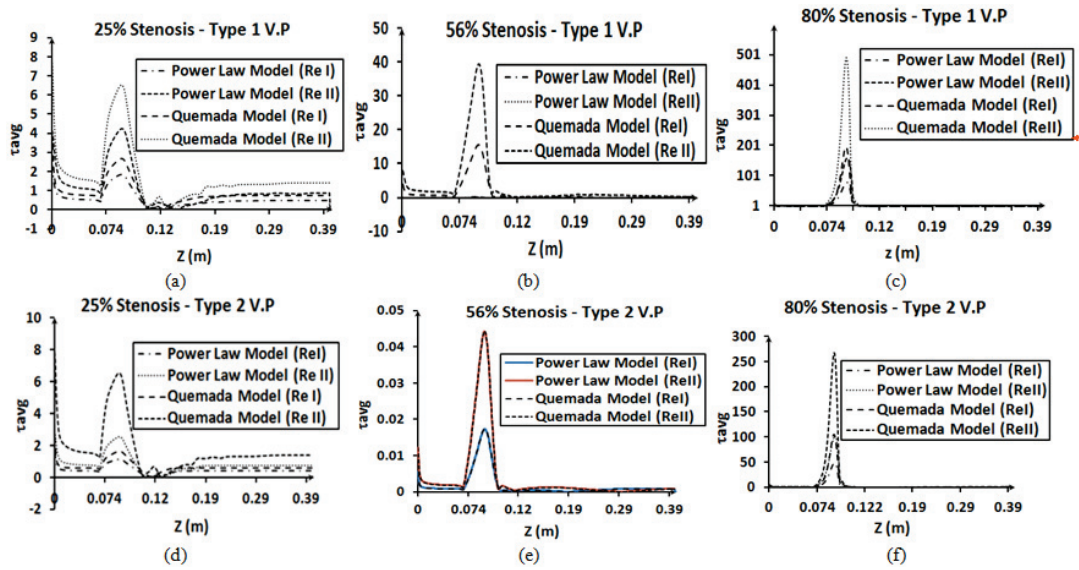 25% Stenosis - Type 1 V.P
τavg
9
8
7
6
5
4
3
2
1
0
-1
Power Law Model (Re I)
Power Law Model (Re II)
Quemada Model (Re I)
Quemada Model (Re II)
0 0.074 0.12 0.19 0.29 0.39
Z (m)
(a)
56% Stenosis - Type 1 V.P
τavg
50
40
30
20
10
0
-10
Power Law Model (ReI)
Power Law Model (ReII)
Quemada Model (ReI)
Quemada Model (Re II)
0 0.074 0.12 0.19 0.29 0.39
Z (m)
(b)
80% Stenosis - Type 1 V.P
τavg
501
401
301
201
101
1
Power Law Model (ReI)
Power Law Model (ReII)
Quemada Model (ReI)
Quemada Model (ReII)
0 0.074 0.12 0.19 0.29 0.39
Z (m)
(c)
25% Stenosis - Type 2 V.P
τavg
10
8
6
4
2
0
-2
Power Law Model (ReI)
Power Law Model (Re II)
Quemada Model (Re I)
Quemada Model (Re II)
0 0.074 0.12 0.19 0.29 0.39
Z (m)
(d)
56% Stenosis - Type 2 V.P
τavg
0.05
0.04
0.03
0.02
0.01
0
Power Law Model (ReI)
Power Law Model (ReII)
Quemada Model (ReI)
Quemada Model (ReII)
0 0.074 0.12 0.19 0.29 0.39
Z (m)
(e)
80% Stenosis - Type 2 V.P
τavg
300
250
200
150
100
50
0
Power Law Model (ReI)
Power Law Model (ReII)
Quemada Model (ReI)
Quemada Model (ReII)
0 0.074 0.122 0.19 0.29 0.39
Z (m)
(f)